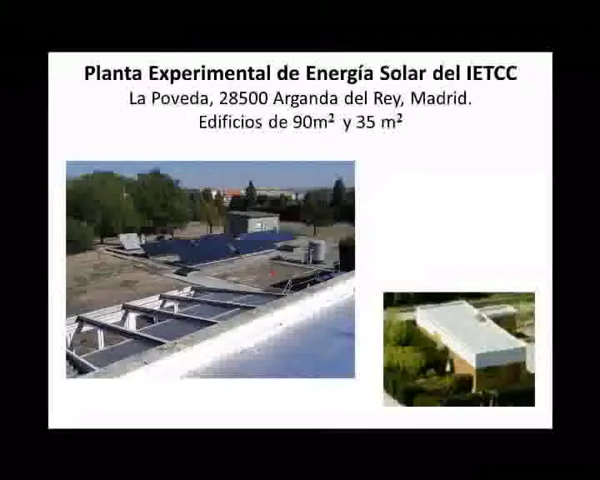 Planta Experimental de Energía Solar del IETCC
La Poveda, 28500 Arganda del Rey, Madrid.
Edificios de 90m² y 35 m²